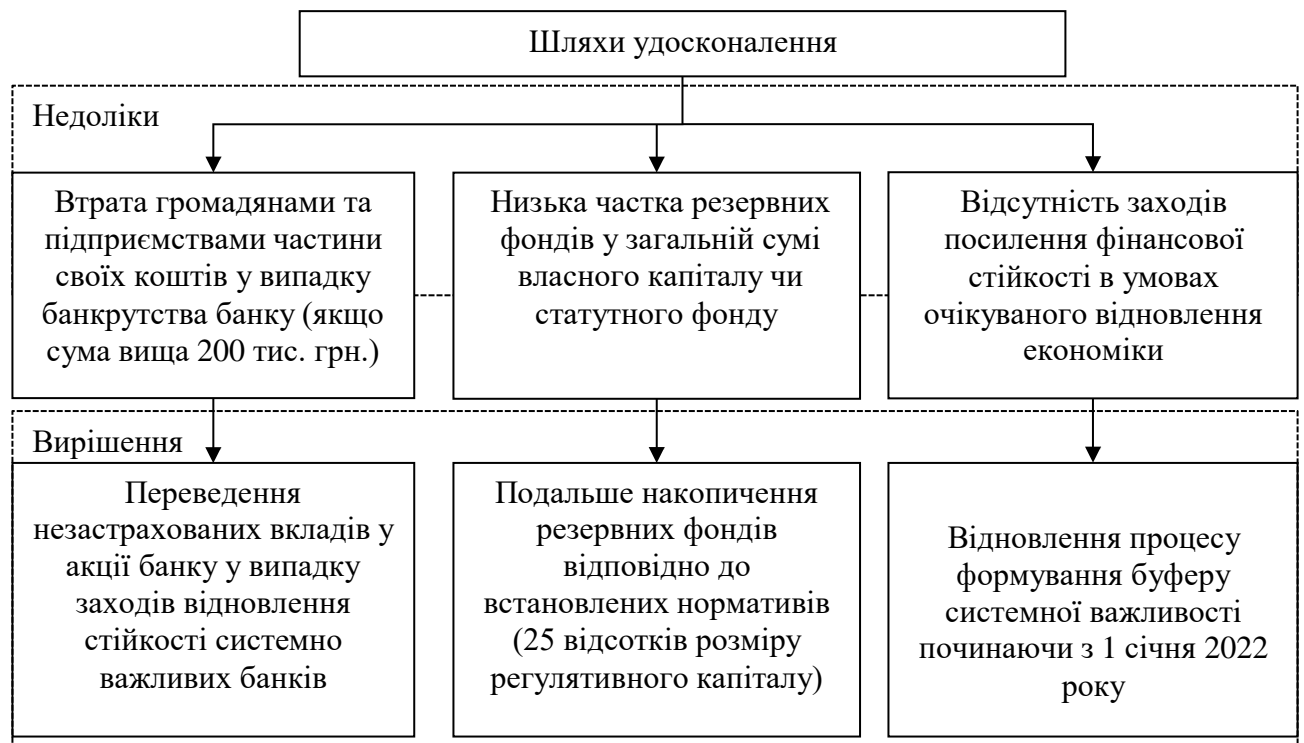 Шляхи удосконалення
Недоліки
Втрата громадянами та
підприємствами частини
своїх коштів у випадку
банкрутства банку (якщо
сума вища 200 тис. грн.)
Низька частка резервних
фондів у загальній сумі
власного капіталу чи
статутного фонду
Відсутність заходів
посилення фінансової
стійкості в умовах
очікуваного відновлення
економіки
Вирішення
Переведення
незастрахованих вкладів у
акції банку у випадку
заходів відновлення
стійкості системно
важливих банків
Подальше накопичення
резервних фондів
відповідно до
встановлених нормативів
(25 відсотків розміру
регулятивного капіталу)
Відновлення процесу
формування буферу
системної важливості
починаючи з 1 січня 2022
року